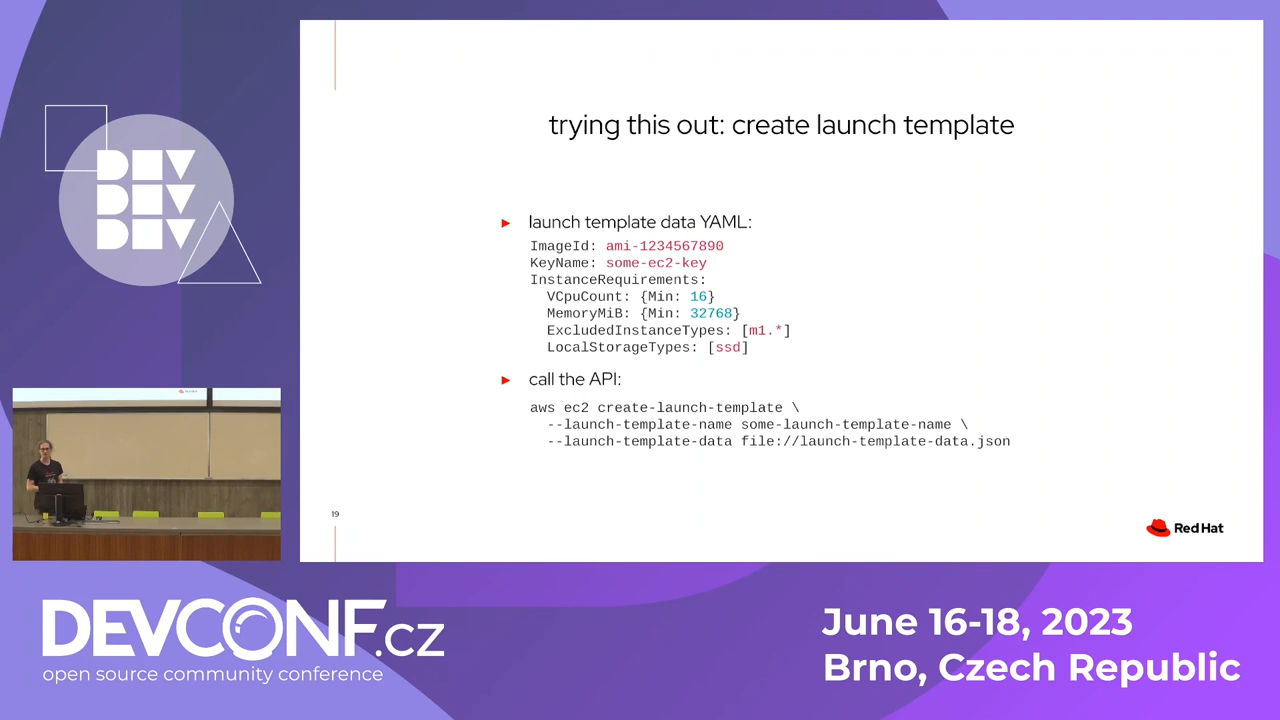 DEV
DEV
DEV
trying this out: create launch template
► launch template data YAML:
ImageId: ami-1234567890
KeyName: some-ec2-key
InstanceRequirements:
VCpuCount: {Min: 16}
MemoryMiB: {Min: 32768}
ExcludedInstanceTypes: [m1.*]
LocalStorageTypes: [ssd]
► call the API:
aws ec2 create-launch-template \
--launch-template-name some-launch-template-name \
--launch-template-data file://launch-template-data.json
19
Red Hat
DEVCONF.cz
open source community conference
June 16-18, 2023
Brno, Czech Republic